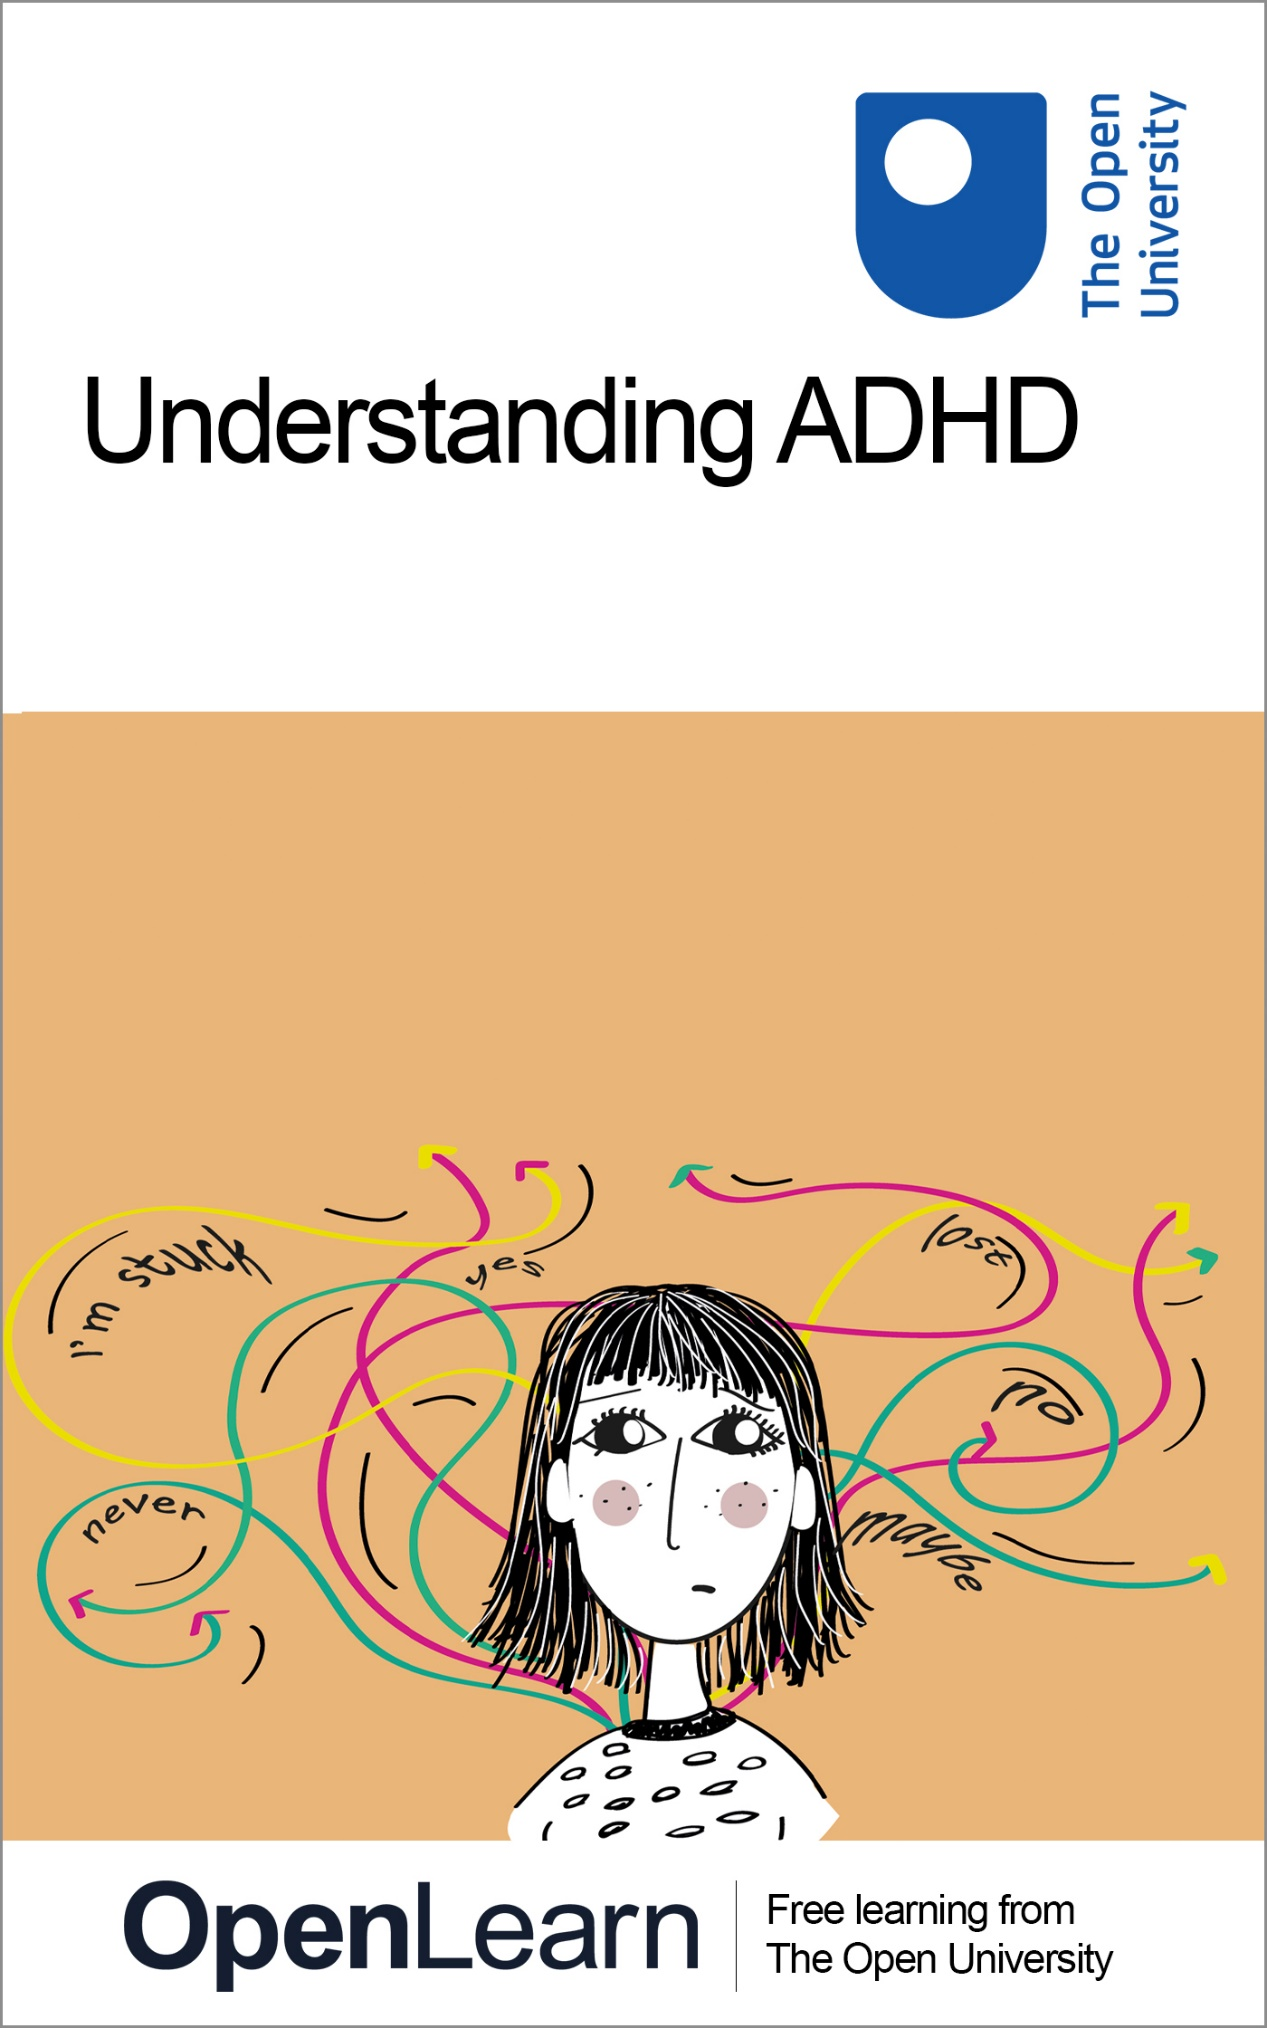 The Open
University
Understanding ADHD
I'm stuck
yes
lost
no
never
maybe
OpenLearn
Free learning from
The Open University